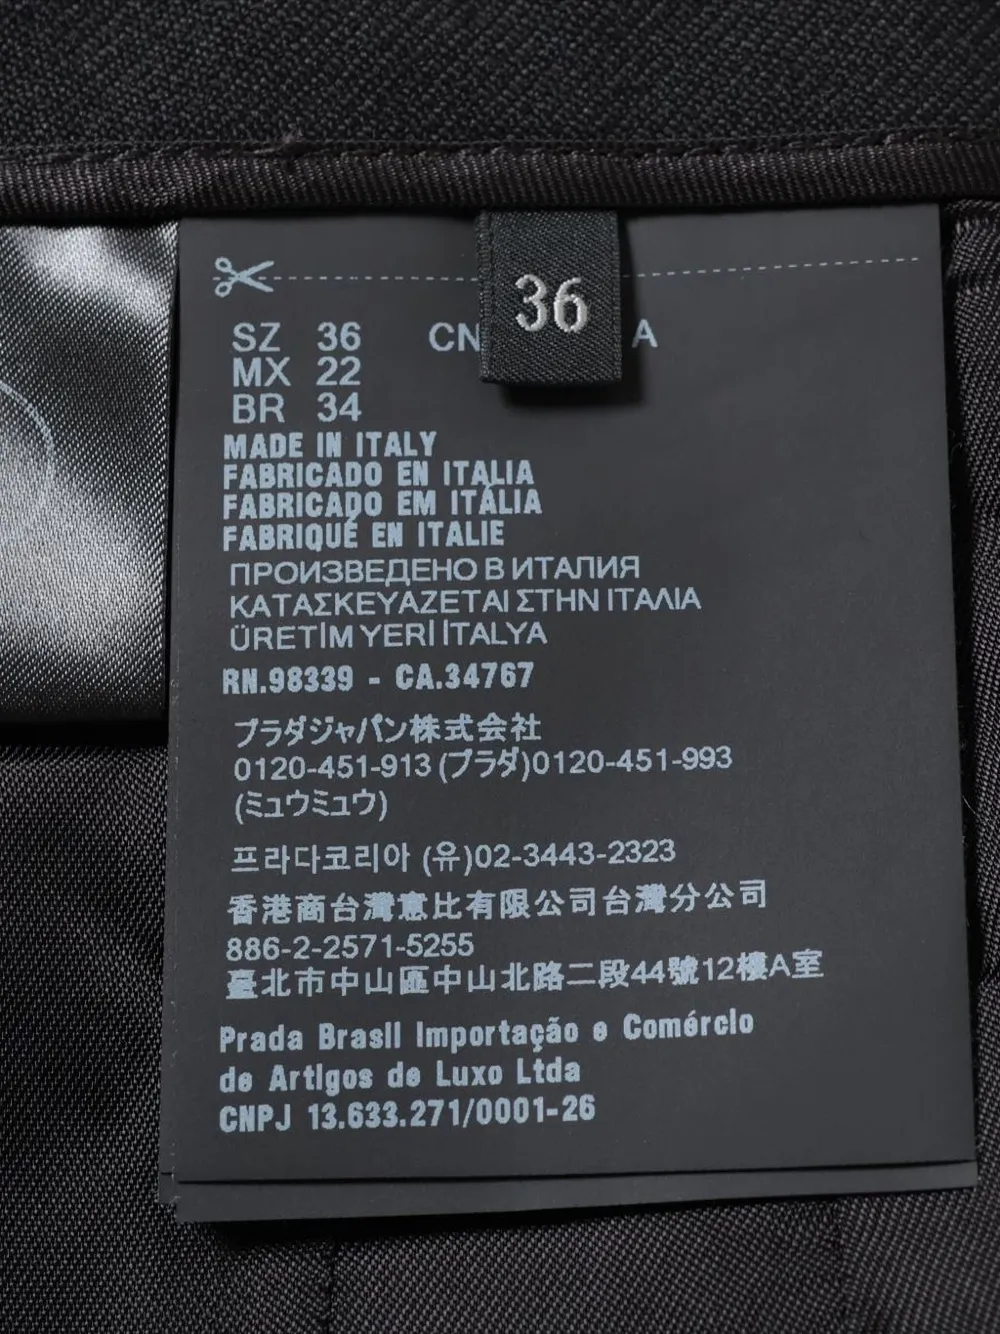 36
SZ 36 CN A
MX 22
BR 34
MADE IN ITALY
FABRICADO EN ITALIA
FABRICADO EM ITÁLIA
FABRIQUÉ EN ITALIE
ПРОИЗВЕДЕНО В ИТАЛИЯ
ΚΑΤΑΣΚΕΥΑΖΕΤΑΙ ΣΤΗΝ ΙΤΑΛΙΑ
ÜRETİM YERİ İTALYA
RN.98339 - CA.34767
プラダジャパン株式会社
0120-451-913 (プラダ)0120-451-993
(ミュウミュウ)
프라다코리아 (유)02-3443-2323
香港商台灣意比有限公司台灣分公司
886-2-2571-5255
臺北市中山區中山北路二段44號12樓A室
Prada Brasil Importação e Comércio
de Artigos de Luxo Ltda
CNPJ 13.633.271/0001-26